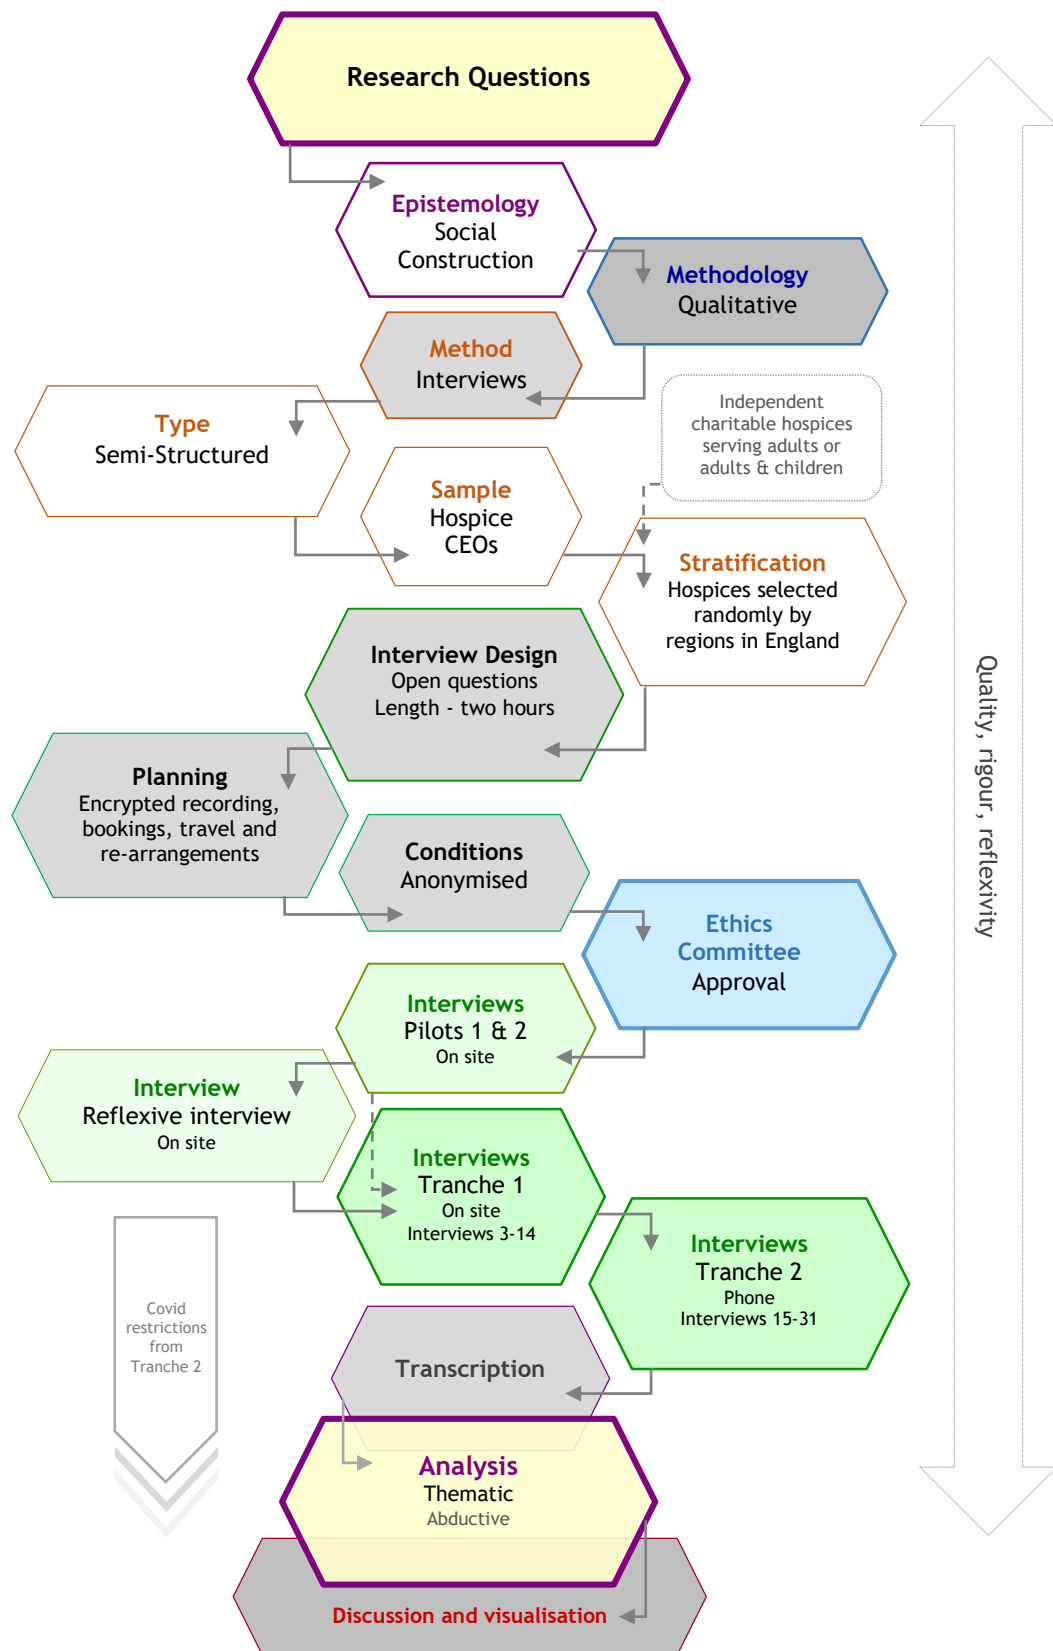 Research Questions
Epistemology
Social
Construction
Methodology
Qualitative
Method
Interviews
Type
Semi-Structured
Independent
charitable hospices
serving adults or
adults & children
Sample
Hospice
CEOs
Stratification
Hospices selected
randomly by
regions in England
Interview Design
Open questions
Length - two hours
Planning
Encrypted recording,
bookings, travel and
re-arrangements
Conditions
Anonymised
Ethics
Committee
Approval
Interviews
Pilots 1 & 2
On site
Interview
Reflexive interview
On site
Interviews
Tranche 1
On site
Interviews 3-14
Interviews
Tranche 2
Phone
Interviews 15-31
Covid
restrictions
from
Tranche 2
Transcription
Analysis
Thematic
Abductive
Discussion and visualisation
Quality, rigour, reflexivity